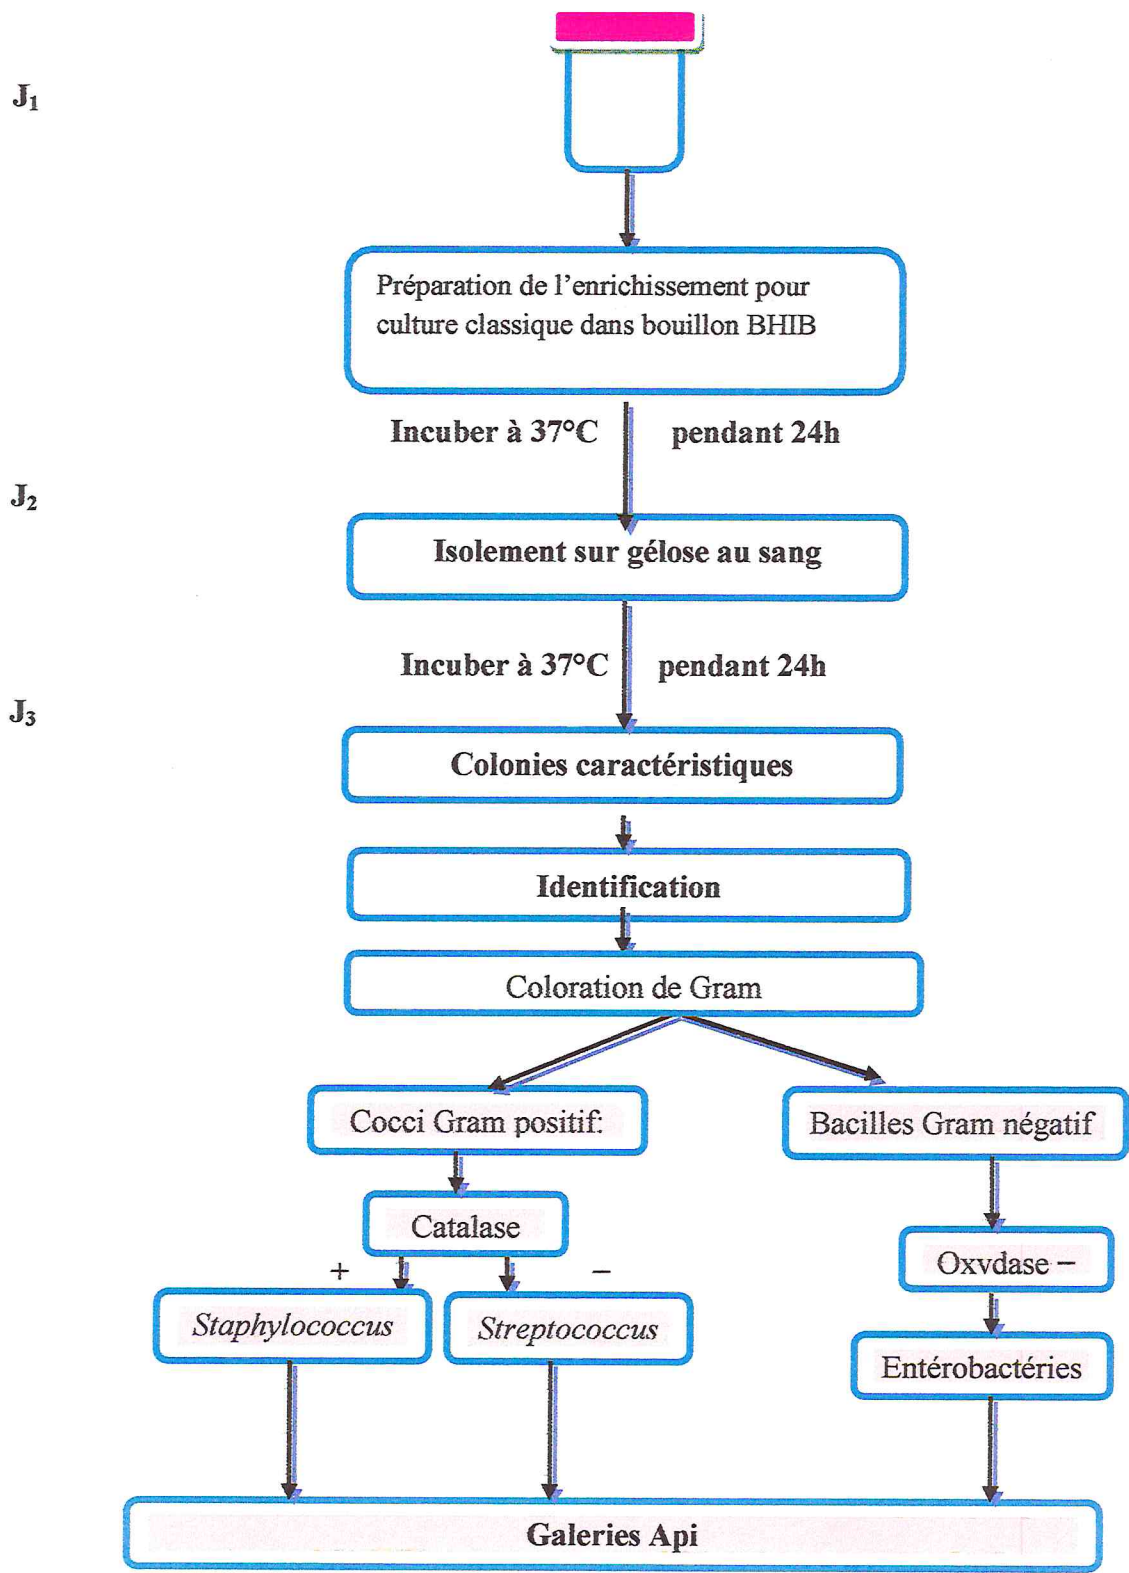 J₁
Préparation de l'enrichissement pour
culture classique dans bouillon BHIB
Incuber à 37°C pendant 24h
J₂
Isolement sur gélose au sang
Incuber à 37°C pendant 24h
J₃
Colonies caractéristiques
Identification
Coloration de Gram
Cocci Gram positif:
Bacilles Gram négatif
Catalase
Oxvdase –
+ –
Staphylococcus
Streptococcus
Entérobactéries
Galeries Api